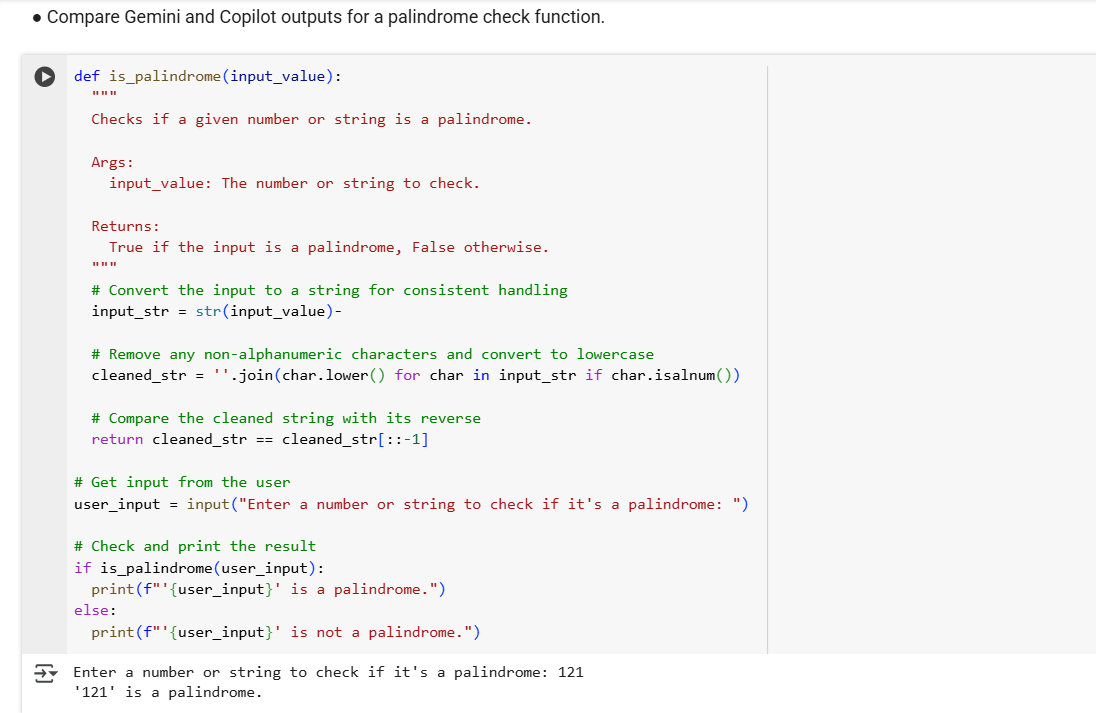 ● Compare Gemini and Copilot outputs for a palindrome check function.
def is_palindrome(input_value):
  """
  Checks if a given number or string is a palindrome.

  Args:
    input_value: The number or string to check.

  Returns:
    True if the input is a palindrome, False otherwise.
  """
  # Convert the input to a string for consistent handling
  input_str = str(input_value)-

  # Remove any non-alphanumeric characters and convert to lowercase
  cleaned_str = ''.join(char.lower() for char in input_str if char.isalnum())

  # Compare the cleaned string with its reverse
  return cleaned_str == cleaned_str[::-1]

# Get input from the user
user_input = input("Enter a number or string to check if it's a palindrome: ")

# Check and print the result
if is_palindrome(user_input):
  print(f"'{user_input}' is a palindrome.")
else:
  print(f"'{user_input}' is not a palindrome.")
Enter a number or string to check if it's a palindrome: 121
'121' is a palindrome.